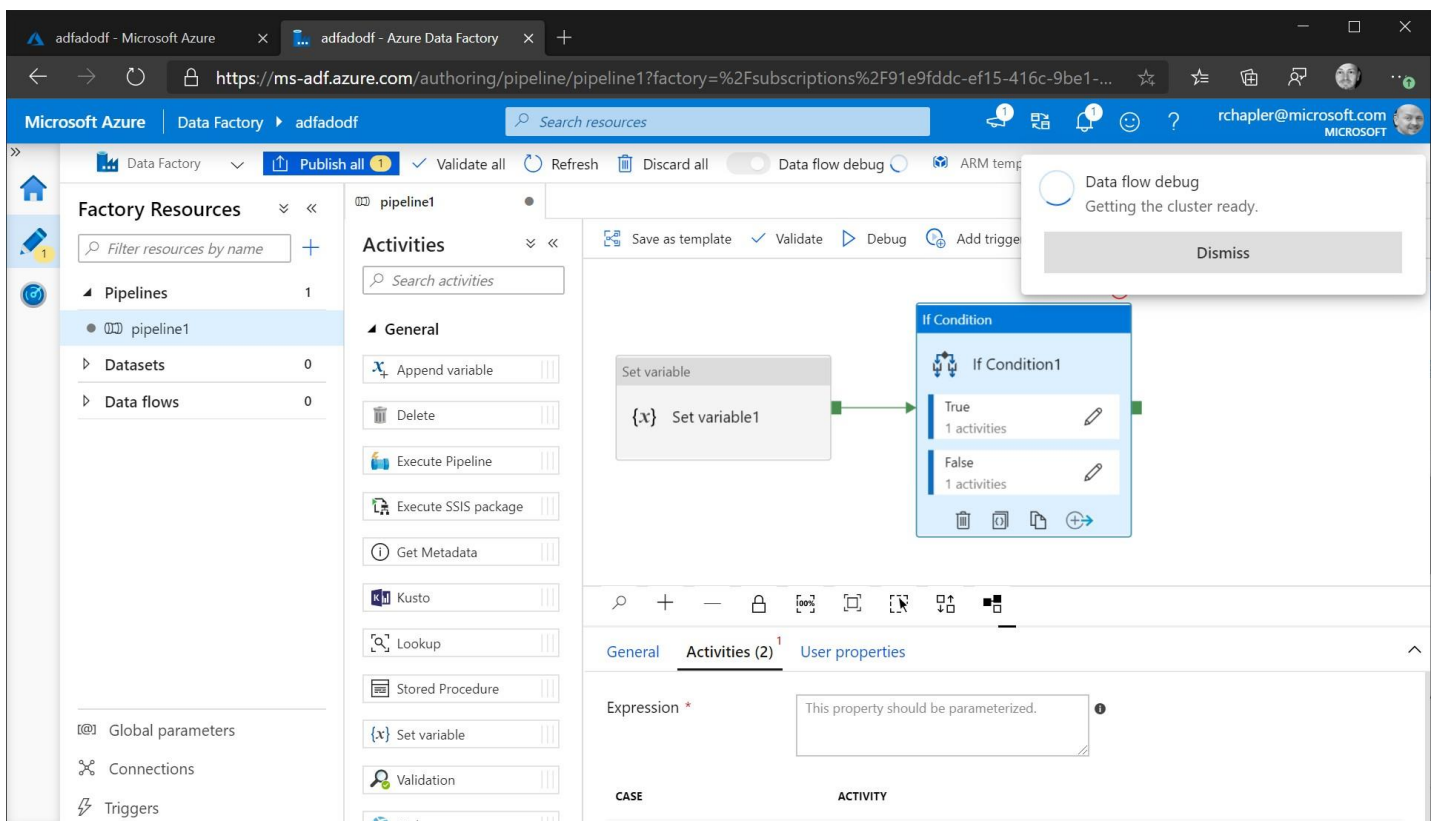 adfadodf - Microsoft Azure
adfadodf - Azure Data Factory
https://ms-adf.azure.com/authoring/pipeline/pipeline1?factory=%2Fsubscriptions%2F91e9fddc-ef15-416c-9be1-...
Microsoft Azure Data Factory adfadodf Search resources 1 1 ? rchapler@microsoft.com
MICROSOFT
Data Factory Publish all 1 Validate all Refresh Discard all Data flow debug ARM temp
Data flow debug
Getting the cluster ready.
Dismiss
Factory Resources
Filter resources by name
1
Pipelines 1
pipeline1
Datasets 0
Data flows 0
Global parameters
Connections
Triggers
pipeline1
Activities
Search activities
General
Append variable
Delete
Execute Pipeline
Execute SSIS package
Get Metadata
Kusto
Lookup
Stored Procedure
{x} Set variable
Validation
Save as template Validate Debug Add trigge
Set variable
{x} Set variable1
If Condition
If Condition1
True
1 activities
False
1 activities
100%
General Activities (2) 1 User properties
Expression * This property should be parameterized.
CASE ACTIVITY